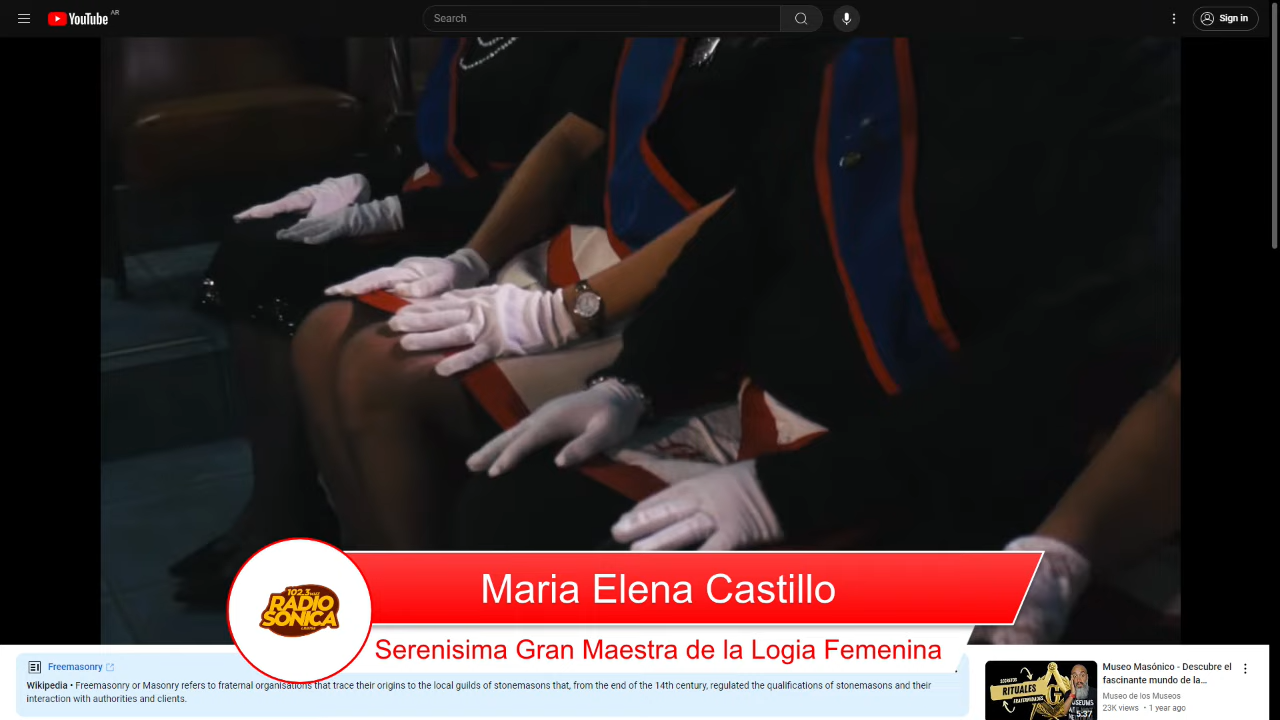 YouTube AR
Search
Sign in
102.3 MHZ
RADIO
SONICA
Maria Elena Castillo
Serenisima Gran Maestra de la Logia Femenina
Freemasonry
Wikipedia • Freemasonry or Masonry refers to fraternal organisations that trace
gins to the local guilds of stonemasons that, from the end of the 14th century, regulated the qualifications of stonemasons and their
interaction with authorities and clients.
RITUALES
5:37
Museo Masónico - Descubre el
fascinante mundo de la...
Museo de los Museos
23K views • 1 year ago